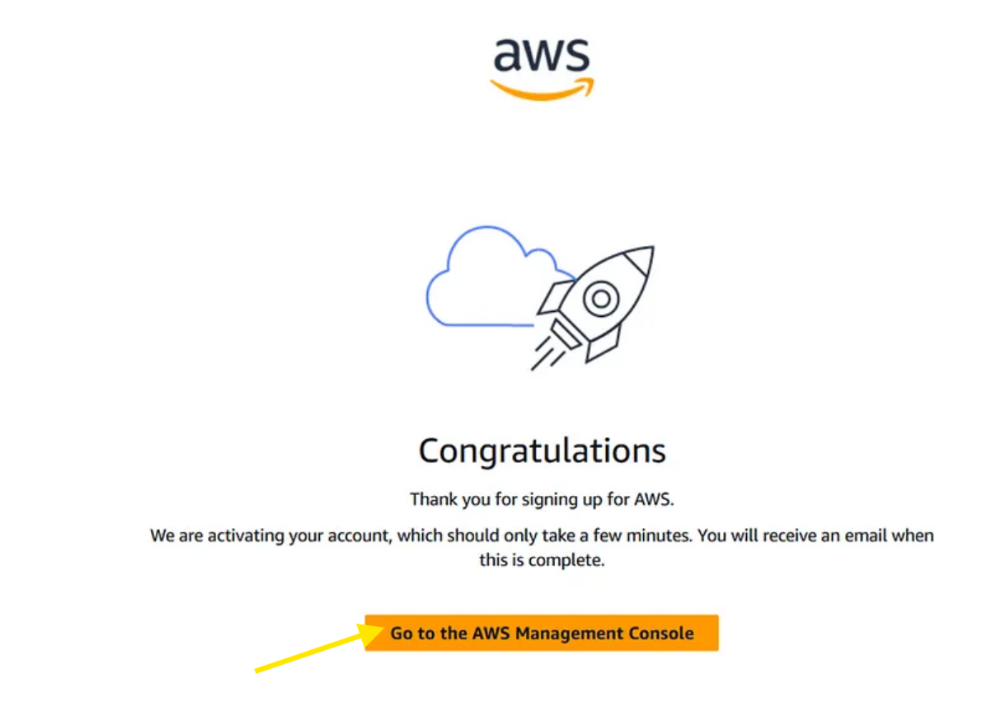 aws
Congratulations
Thank you for signing up for AWS.
We are activating your account, which should only take a few minutes. You will receive an email when
this is complete.
Go to the AWS Management Console